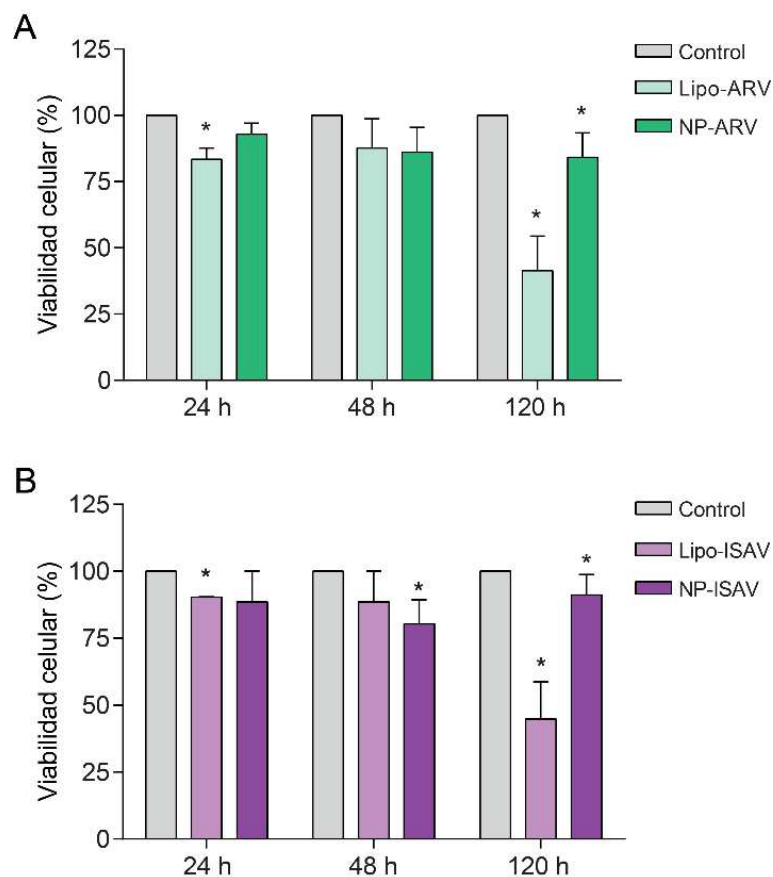 A
Viabilidad celular (%)
125
100
75
50
25
0
*
*
*
24 h
48 h
120 h
Control
Lipo-ARV
NP-ARV
B
Viabilidad celular (%)
125
100
75
50
25
0
*
*
*
*
24 h
48 h
120 h
Control
Lipo-ISAV
NP-ISAV